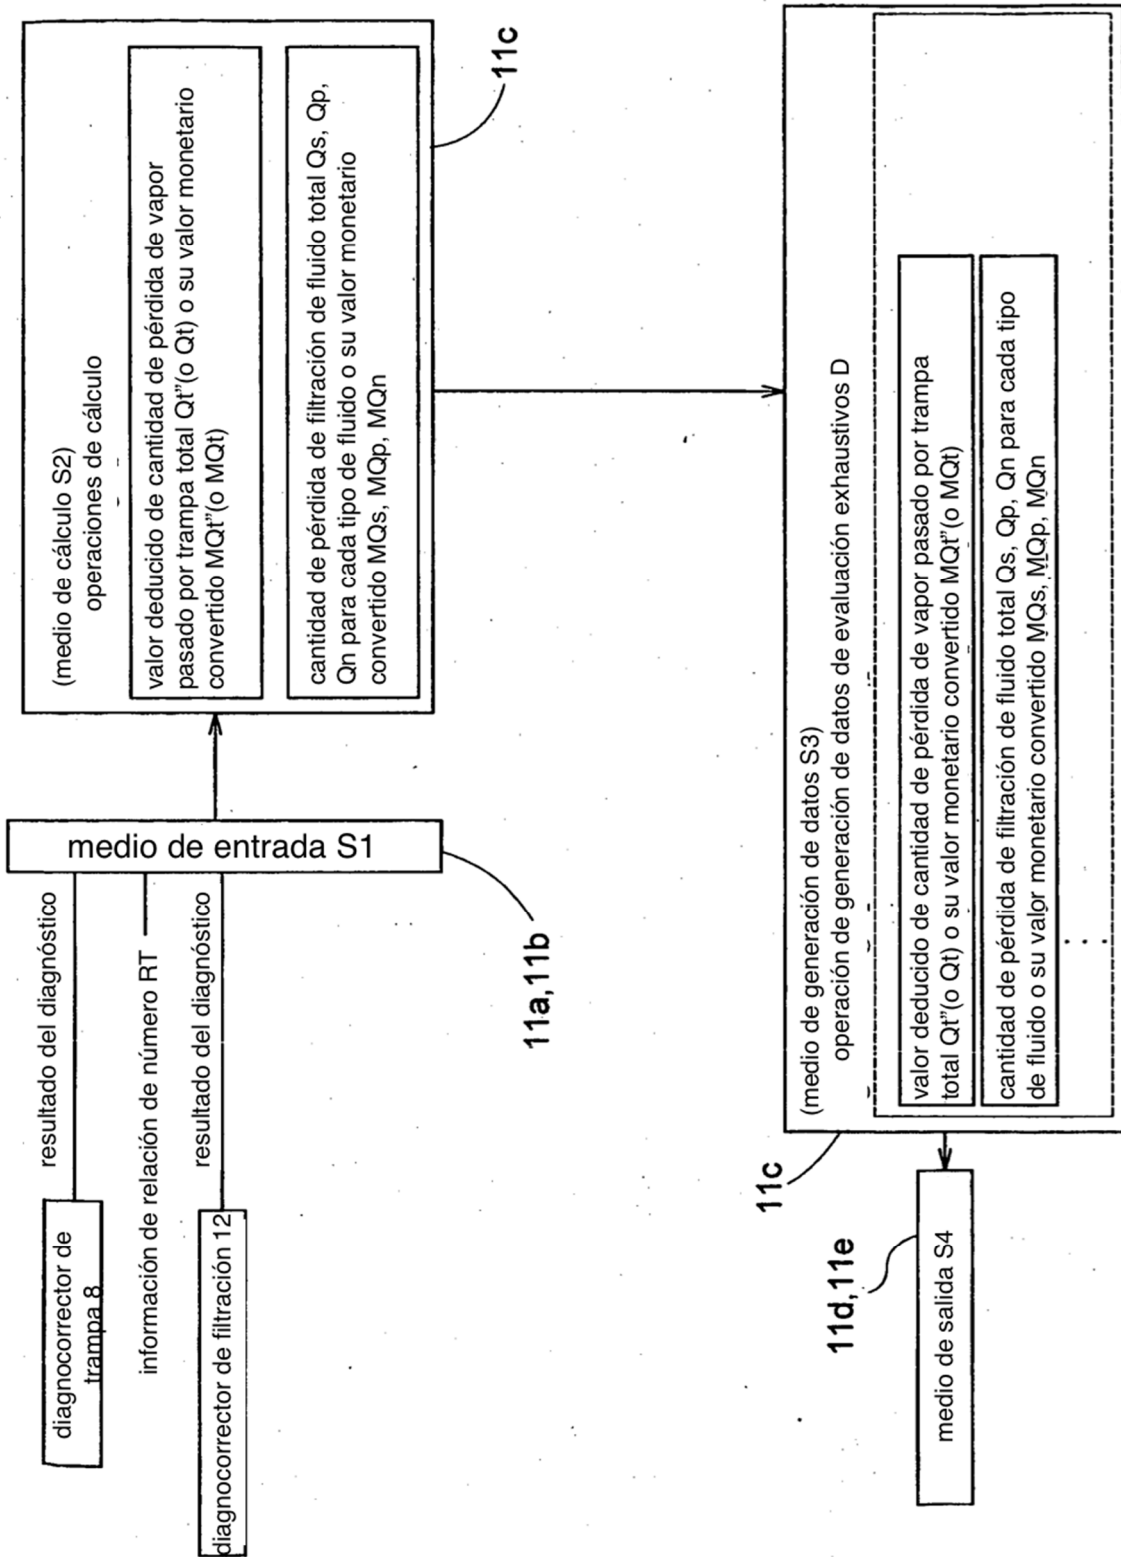 diagnocorrector de
trampa 8
resultado del diagnóstico
información de relación de número RT
diagnocorrector de filtración 12
resultado del diagnóstico
medio de entrada S1
11a,11b
(medio de cálculo S2)
operaciones de cálculo
valor deducido de cantidad de pérdida de vapor
pasado por trampa total Qt"(o Qt) o su valor monetario
convertido MQt"(o MQt)
cantidad de pérdida de filtración de fluido total Qs, Qp,
Qn para cada tipo de fluido o su valor monetario
convertido MQs, MQp, MQn
11c
(medio de generación de datos S3)
operación de generación de datos de evaluación exhaustivos D
valor deducido de cantidad de pérdida de vapor pasado por trampa
total Qt"(o Qt) o su valor monetario convertido MQt"(o MQt)
cantidad de pérdida de filtración de fluido total Qs, Qp, Qn para cada tipo
de fluido o su valor monetario convertido MQs, MQp, MQn
...
11c
11d,11e
medio de salida S4